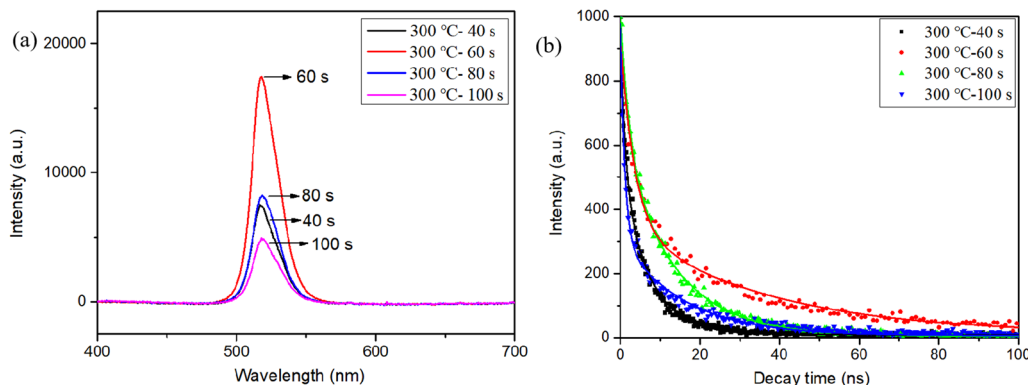 (a)
20000
10000
0
Intensity (a.u.)
300 °C- 40 s
300 °C- 60 s
300 °C- 80 s
300 °C- 100 s
60 s
80 s
40 s
100 s
400
500
600
700
Wavelength (nm)
(b)
1000
800
600
400
200
0
Intensity (a.u.)
300 °C-40 s
300 °C-60 s
300 °C-80 s
300 °C-100 s
0
20
40
60
80
100
Decay time (ns)